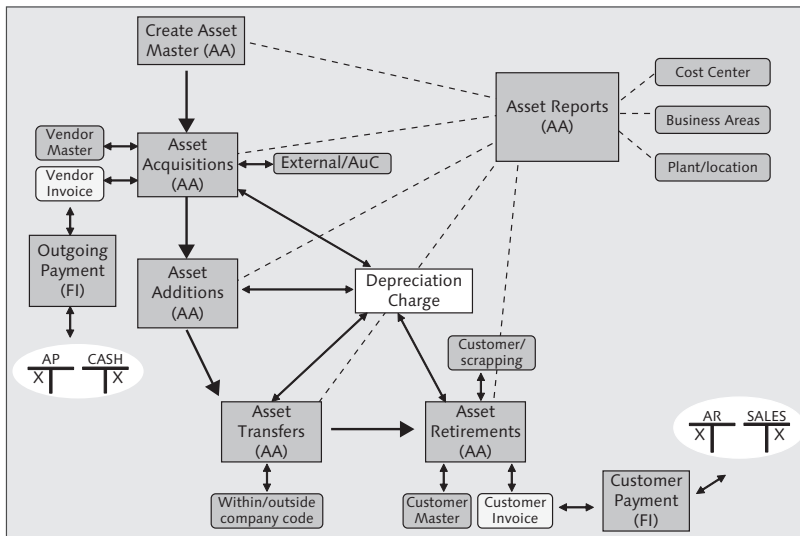 Create Asset
Master (AA)
Asset Reports
(AA)
Cost Center
Business Areas
Plant/location
Vendor
Master
Vendor
Invoice
Asset
Acquisitions
(AA)
External/AuC
Outgoing
Payment
(FI)
Asset
Additions
(AA)
Depreciation
Charge
AP CASH
X X
Customer/
scrapping
Asset
Transfers
(AA)
Asset
Retirements
(AA)
AR SALES
X X
Within/outside
company code
Customer
Master
Customer
Invoice
Customer
Payment
(FI)